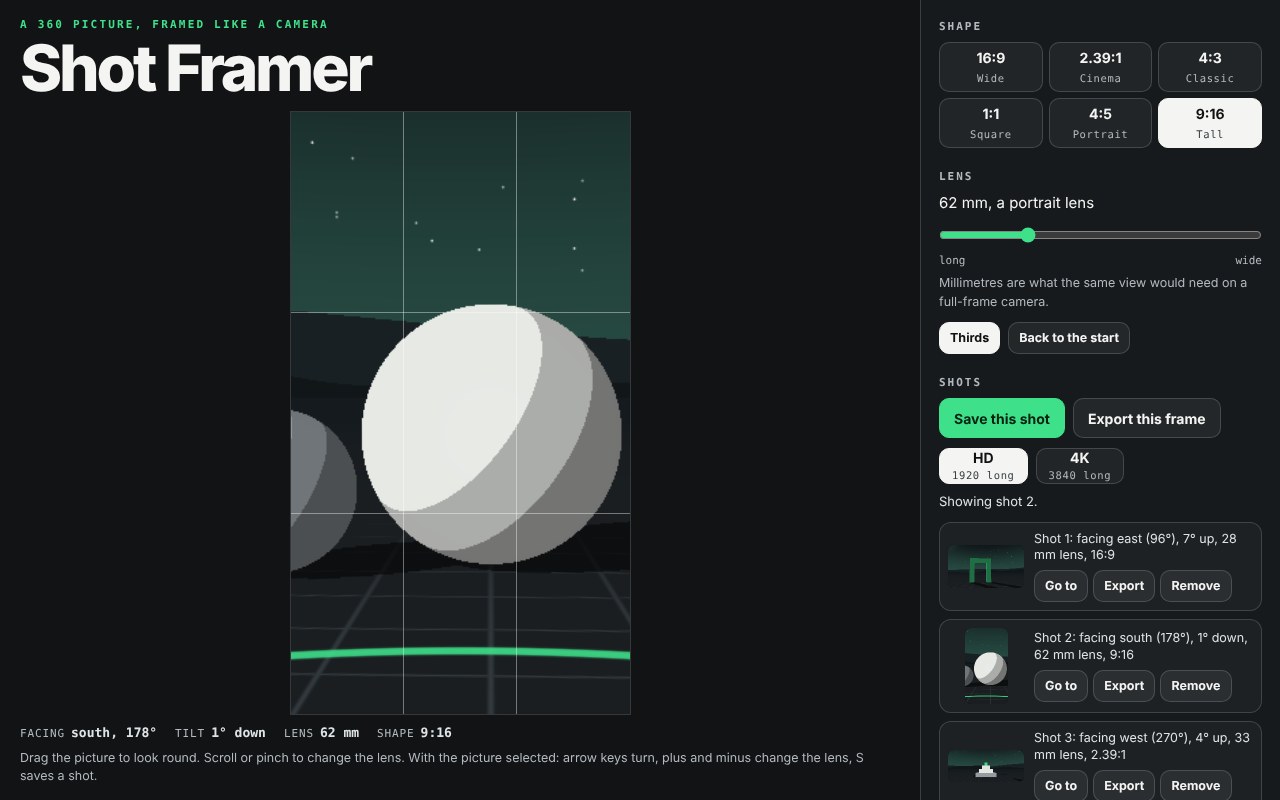 A 360 PICTURE, FRAMED LIKE A CAMERA
Shot Framer
FACING south, 178° TILT 1° down LENS 62 mm SHAPE 9:16
Drag the picture to look round. Scroll or pinch to change the lens. With the picture selected: arrow keys turn, plus and minus change the lens, S
saves a shot.
SHAPE
16:9
Wide
2.39:1
Cinema
4:3
Classic
1:1
Square
4:5
Portrait
9:16
Tall
LENS
62 mm, a portrait lens
long wide
Millimetres are what the same view would need on a
full-frame camera.
Thirds Back to the start
SHOTS
Save this shot Export this frame
HD
1920 long
4K
3840 long
Showing shot 2.
Shot 1: facing east (96°), 7° up, 28
mm lens, 16:9
Go to Export Remove
Shot 2: facing south (178°), 1° down,
62 mm lens, 9:16
Go to Export Remove
Shot 3: facing west (270°), 4° up, 33
mm lens, 2.39:1
Go to Export Remove